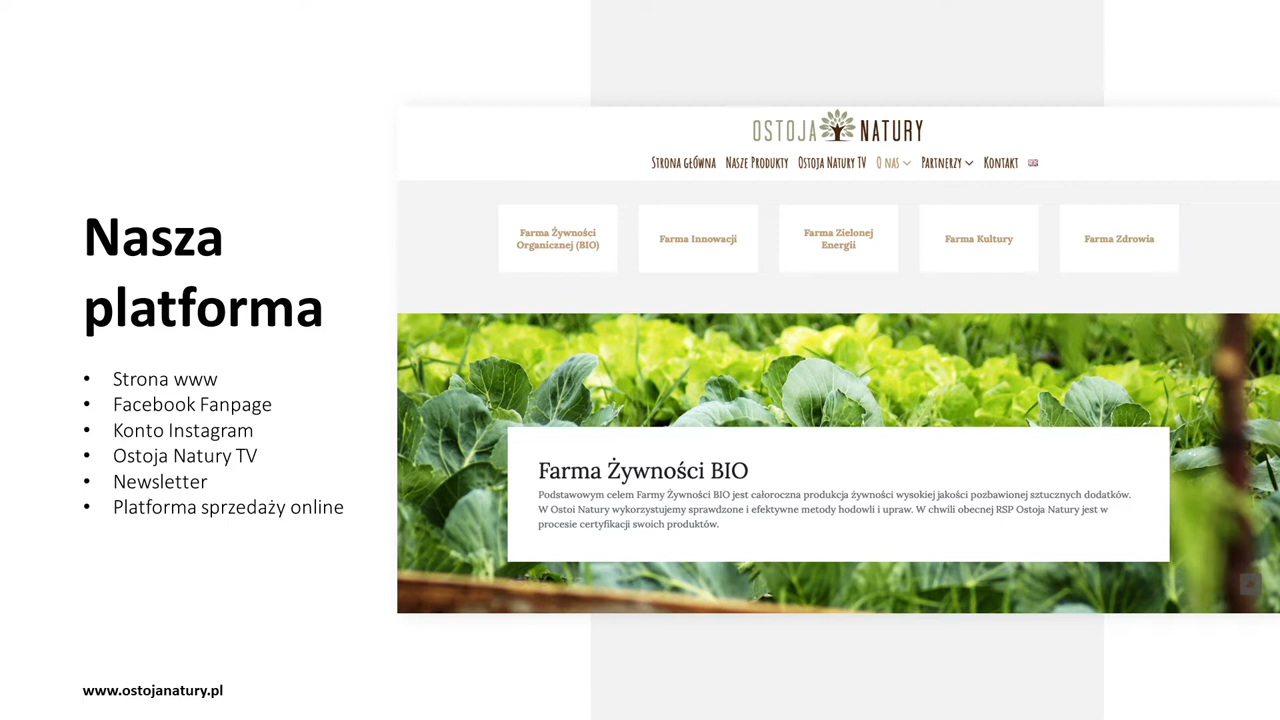 Nasza
platforma
• Strona www
• Facebook Fanpage
• Konto Instagram
• Ostoja Natury TV
• Newsletter
• Platforma sprzedaży online
www.ostojanatury.pl
OSTOJA NATURY
STRONA GŁÓWNA NASZE PRODUKTY OSTOJA NATURY TV O NAS PARTNERZY KONTAKT
Farma Żywności
Organicznej (BIO)
Farma Innowacji
Farma Zielonej
Energii
Farma Kultury
Farma Zdrowia
Farma Żywności BIO
Podstawowym celem Farmy Żywności BIO jest całoroczna produkcja żywności wysokiej jakości pozbawionej sztucznych dodatków.
W Ostoi Natury wykorzystujemy sprawdzone i efektywne metody hodowli i upraw. W chwili obecnej RSP Ostoja Natury jest w
procesie certyfikacji swoich produktów.